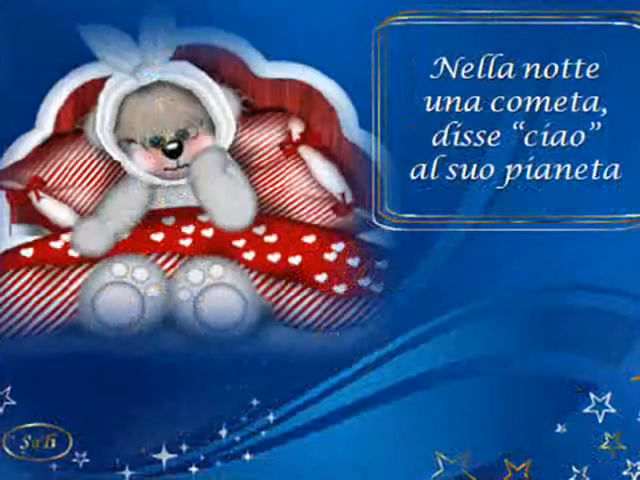 Nella notte
una cometa,
disse “ciao”
al suo pianeta